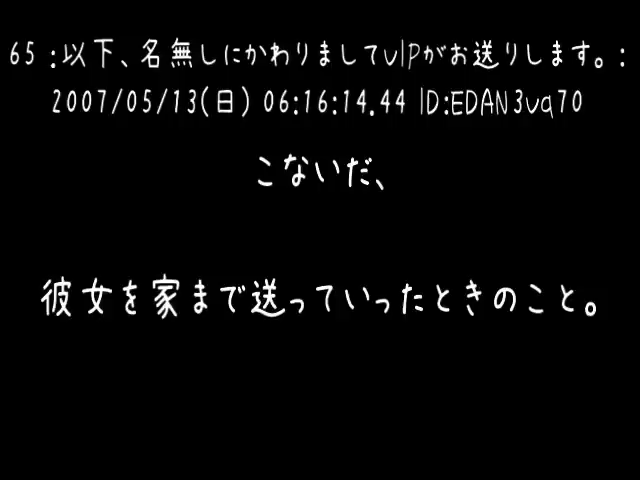 65 :以下、名無しにかわりましてVIPがお送りします。:
2007/05/13(日) 06:16:14.44 ID:EDAN3vq70
こないだ、
彼女を家まで送っていったときのこと。